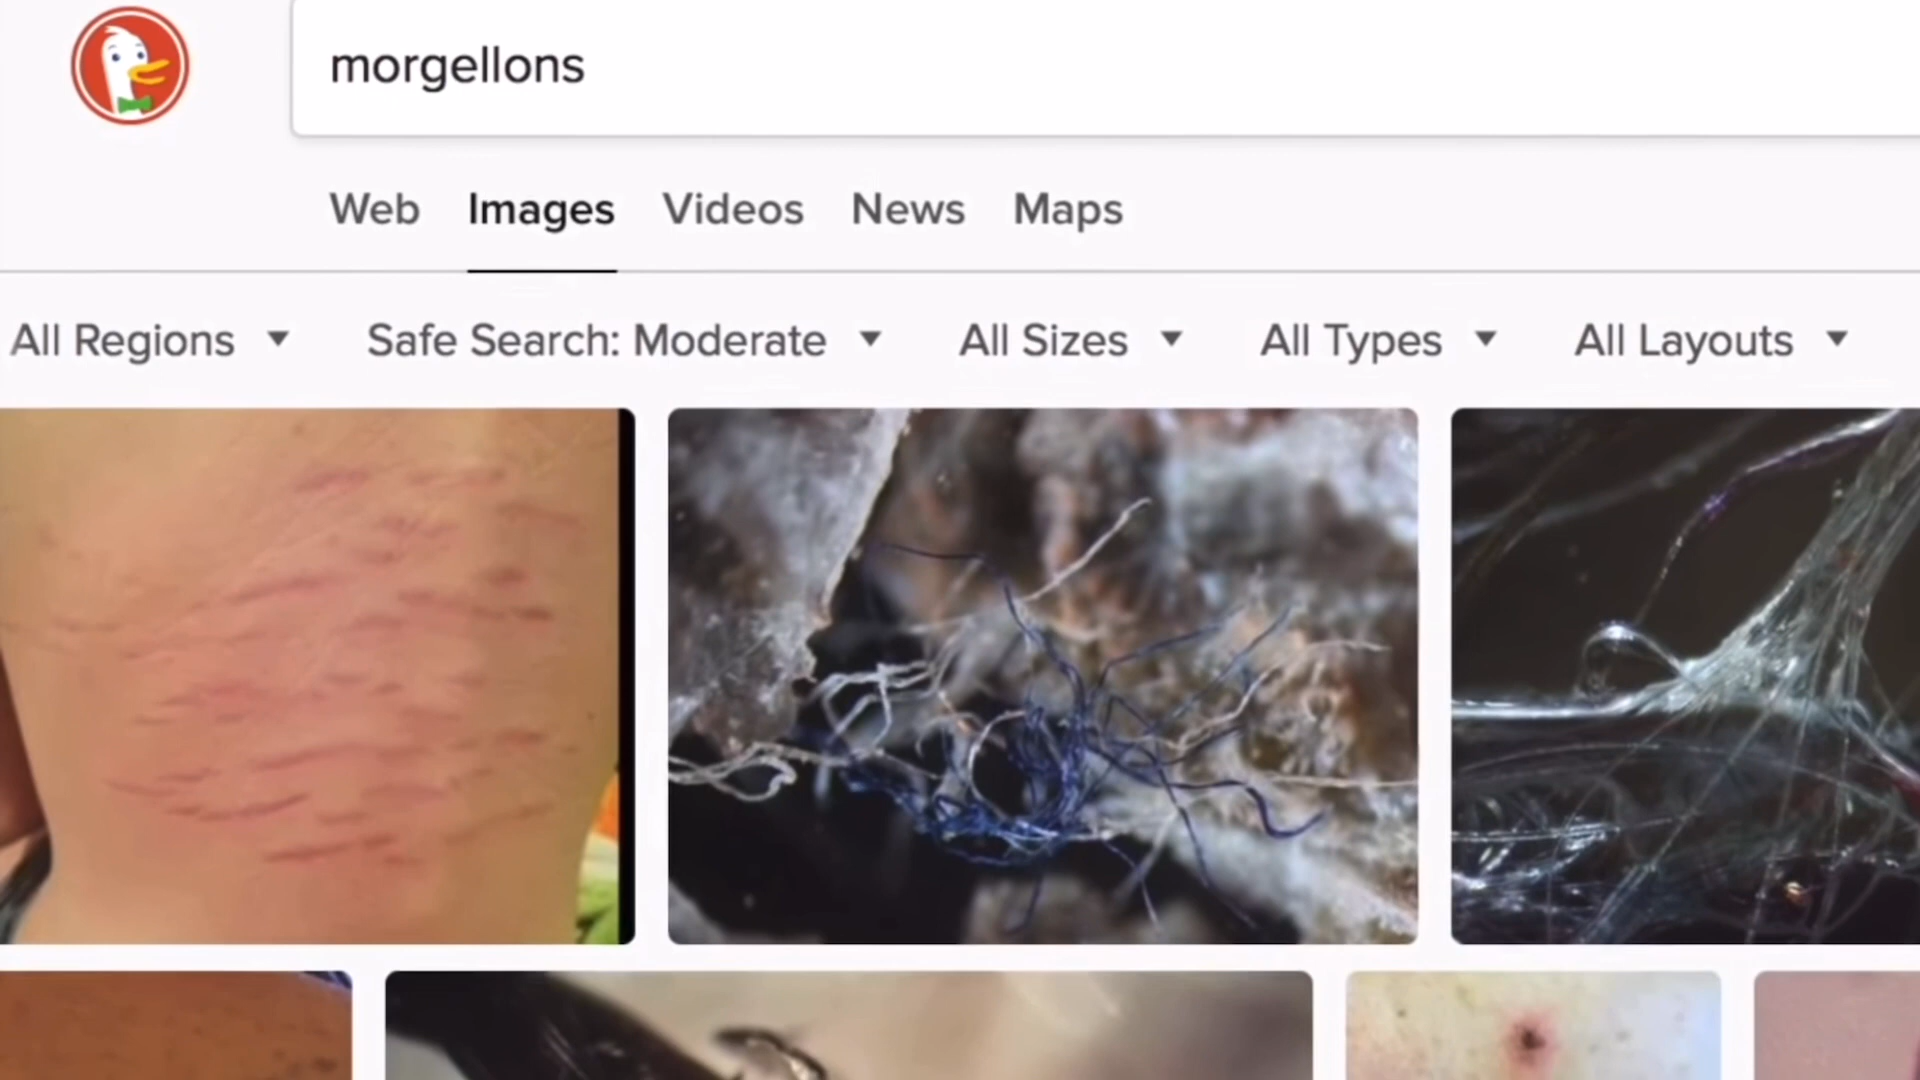 morgellons
Web Images Videos News Maps
All Regions Safe Search: Moderate All Sizes All Types All Layouts